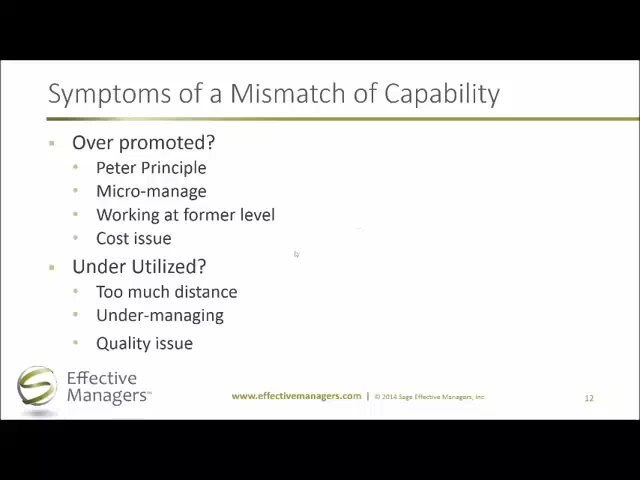 Symptoms of a Mismatch of Capability
Over promoted?
Peter Principle
Micro-manage
Working at former level
Cost issue
Under Utilized?
Too much distance
Under-managing
Quality issue
Effective
Managers™
www.effectivemanagers.com | © 2014 Sage Effective Managers, Inc.
12